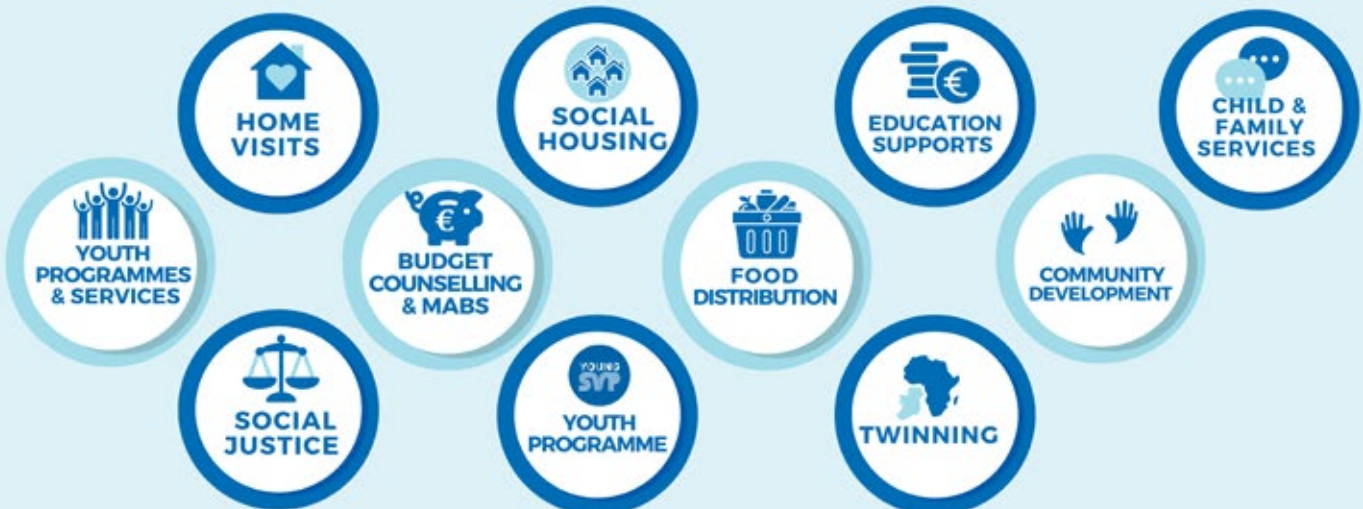 HOME
VISITS
SOCIAL
HOUSING
€
EDUCATION
SUPPORTS
CHILD &
FAMILY
SERVICES
YOUTH
PROGRAMMES
& SERVICES
€
BUDGET
COUNSELLING
& MABS
FOOD
DISTRIBUTION
COMMUNITY
DEVELOPMENT
SOCIAL
JUSTICE
YOUNG
SVP
YOUTH
PROGRAMME
TWINNING